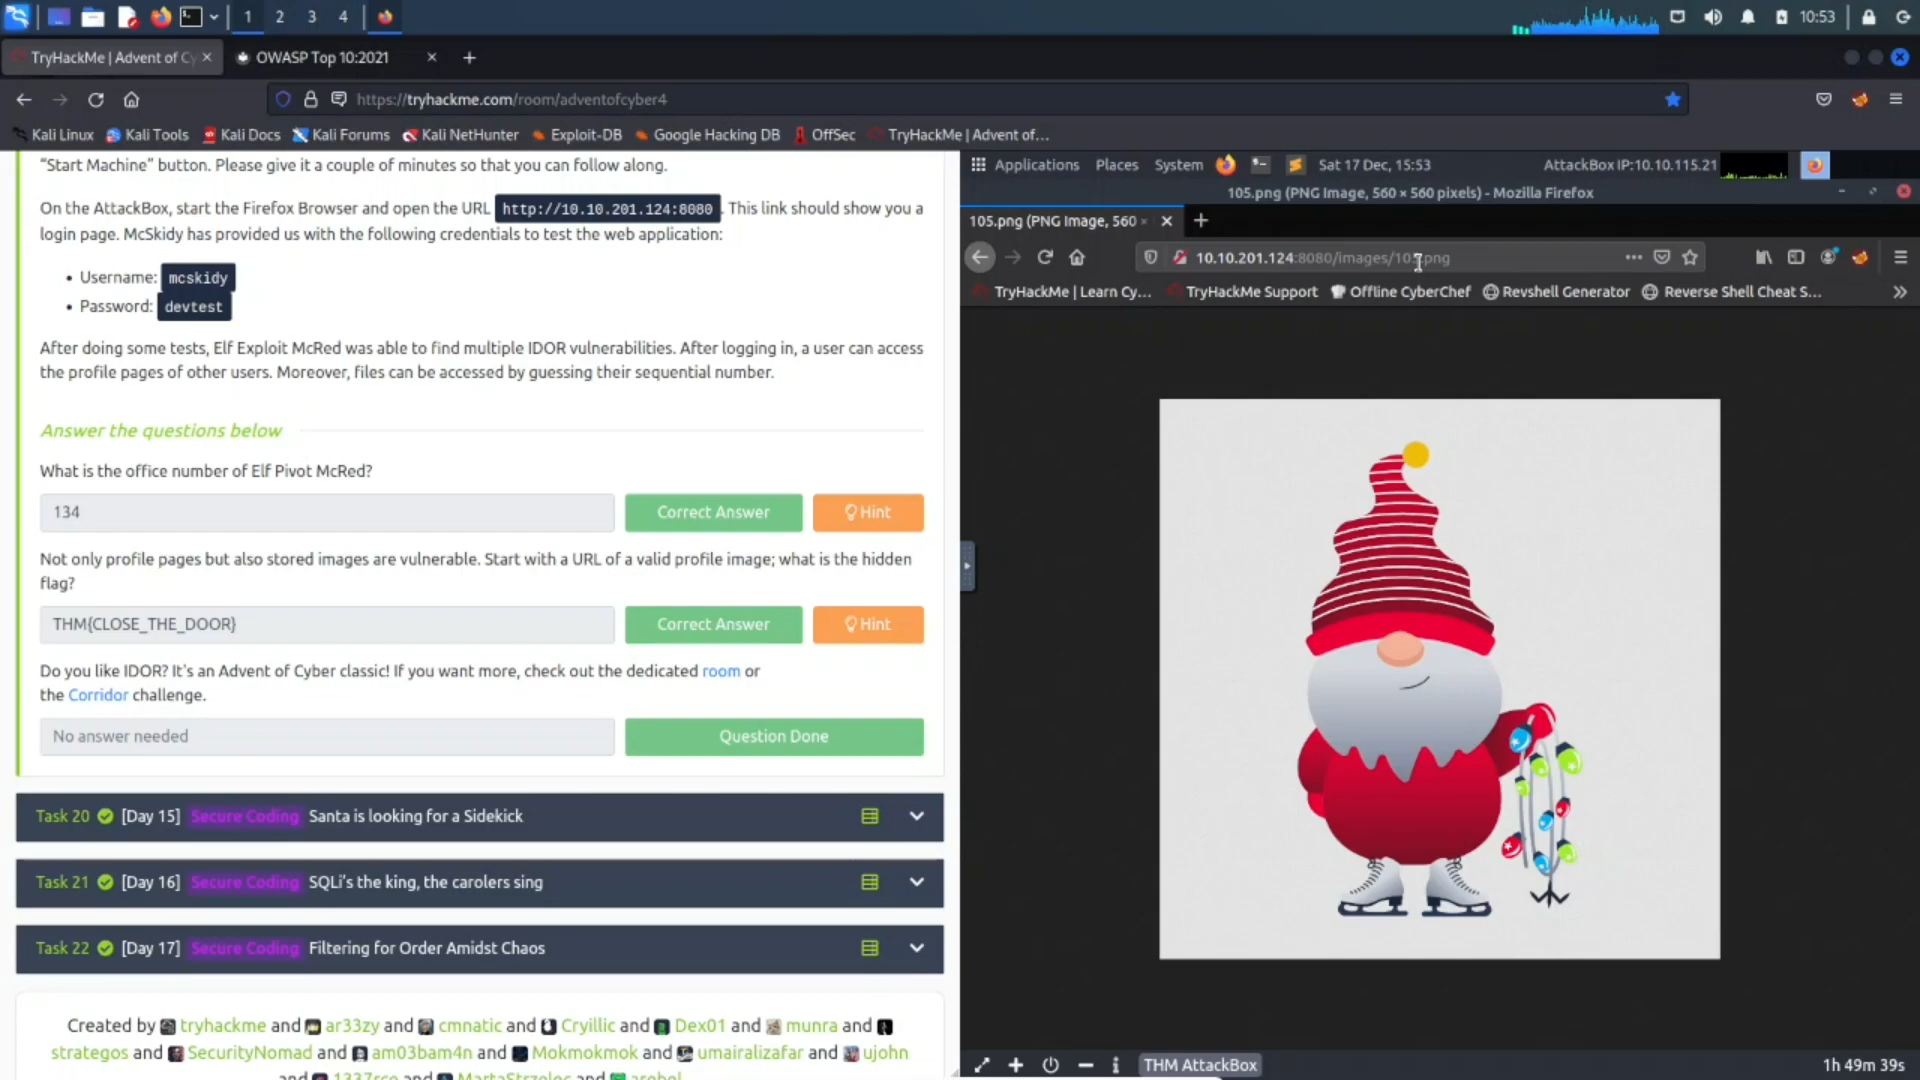 1 2 3 4
10:53
TryHackMe | Advent of Cy
OWASP Top 10:2021
https://tryhackme.com/room/adventofcyber4
Kali Linux Kali Tools Kali Docs Kali Forums Kali NetHunter Exploit-DB Google Hacking DB OffSec TryHackMe | Advent of…
"Start Machine" button. Please give it a couple of minutes so that you can follow along.
On the AttackBox, start the Firefox Browser and open the URL http://10.10.201.124:8080 . This link should show you a
login page. McSkidy has provided us with the following credentials to test the web application:
• Username: mcskidy
• Password: devtest
After doing some tests, Elf Exploit McRed was able to find multiple IDOR vulnerabilities. After logging in, a user can access
the profile pages of other users. Moreover, files can be accessed by guessing their sequential number.
Answer the questions below
What is the office number of Elf Pivot McRed?
134 Correct Answer Hint
Not only profile pages but also stored images are vulnerable. Start with a URL of a valid profile image; what is the hidden
flag?
THM{CLOSE_THE_DOOR} Correct Answer Hint
Do you like IDOR? It's an Advent of Cyber classic! If you want more, check out the dedicated room or
the Corridor challenge.
No answer needed Question Done
Task 20 [Day 15] Secure Coding Santa is looking for a Sidekick
Task 21 [Day 16] Secure Coding SQLi's the king, the carolers sing
Task 22 [Day 17] Secure Coding Filtering for Order Amidst Chaos
Created by tryhackme and ar33zy and cmnatic and Cryillic and Dex01 and munra and
strategos and SecurityNomad and am03bam4n and Mokmokmok and umairalizafar and ujohn
and 1337rce and MartaStrzelec and arebel
Applications Places System Sat 17 Dec, 15:53 AttackBox IP:10.10.115.21
105.png (PNG Image, 560 × 560 pixels) - Mozilla Firefox
105.png (PNG Image, 560 ×
10.10.201.124:8080/images/105.png
TryHackMe | Learn Cy… TryHackMe Support Offline CyberChef Revshell Generator Reverse Shell Cheat S…
THM AttackBox
1h 49m 39s